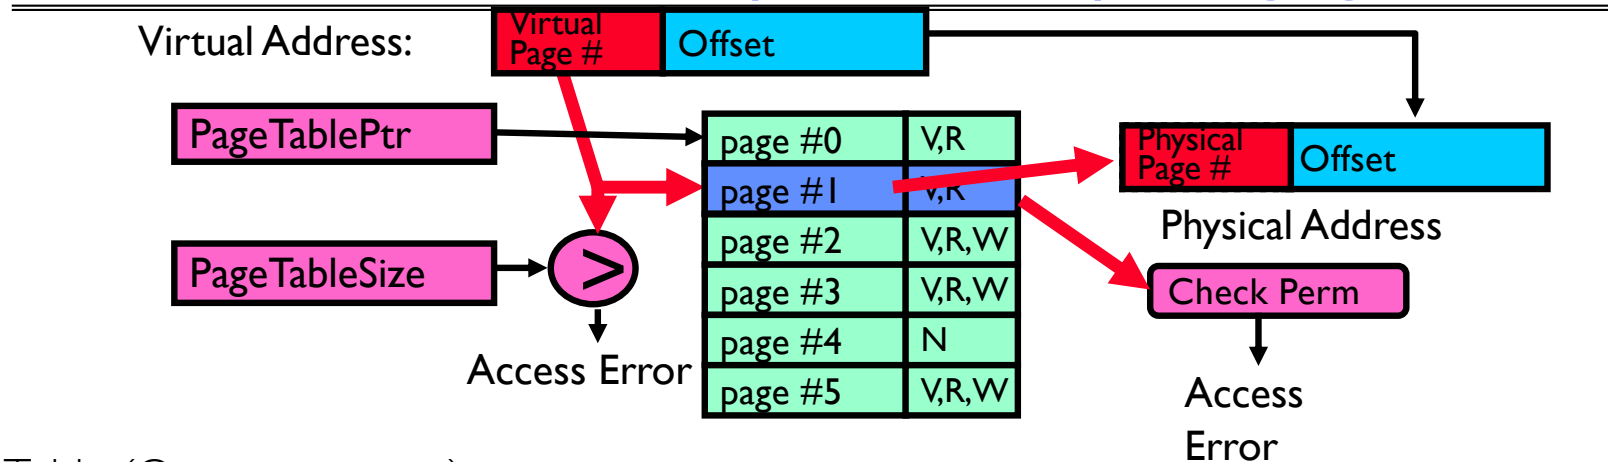 Virtual Address:
Virtual
Page #
Offset
PageTablePtr
PageTableSize
>
Access Error
page #0 V,R
page #1 V,R
page #2 V,R,W
page #3 V,R,W
page #4 N
page #5 V,R,W
Physical
Page #
Offset
Physical Address
Check Perm
Access
Error